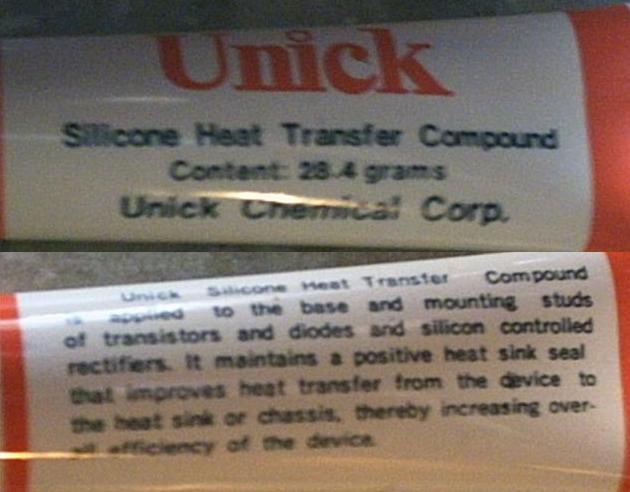 Unick
Silicone Heat Transfer Compound
Content: 28.4 grams
Unick Chemical Corp.
Unick Silicone Heat Transfer Compound
is applied to the base and mounting studs
of transistors and diodes and silicon controlled
rectifiers. It maintains a positive heat sink seal
that improves heat transfer from the device to
the heat sink or chassis, thereby increasing over-
all efficiency of the device.